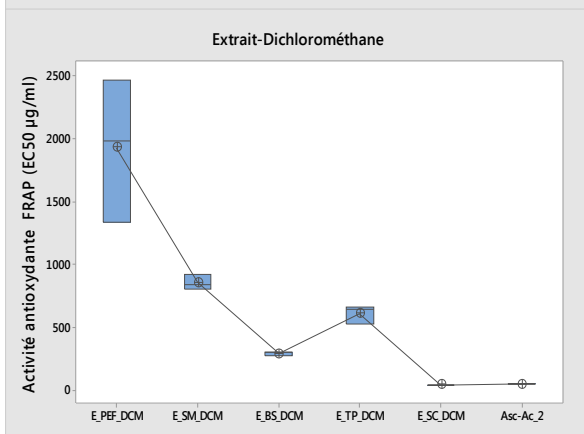 Extrait-Dichlorométhane
Activité antioxydante FRAP (EC50 µg/ml)
2500
2000
1500
1000
500
0
E_PEF_DCM E_SM_DCM E_BS_DCM E_TP_DCM E_SC_DCM Asc-Ac_2